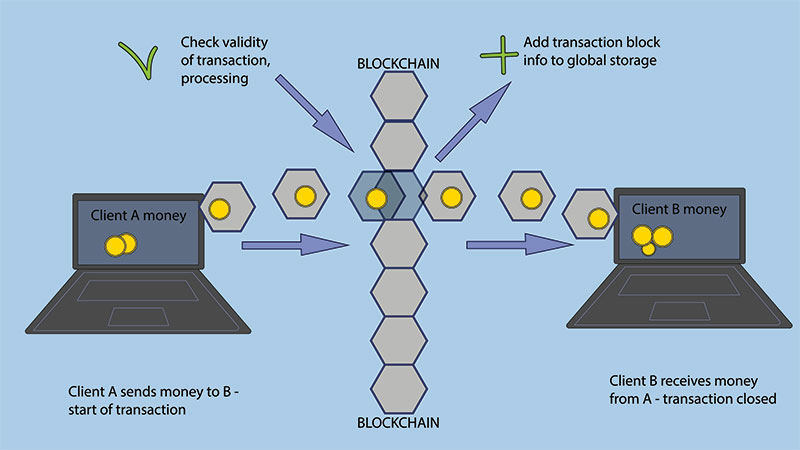 Check validity
of transaction,
processing
BLOCKCHAIN
Add transaction block
info to global storage
Client A money
Client B money
Client A sends money to B -
start of transaction
Client B receives money
from A - transaction closed
BLOCKCHAIN